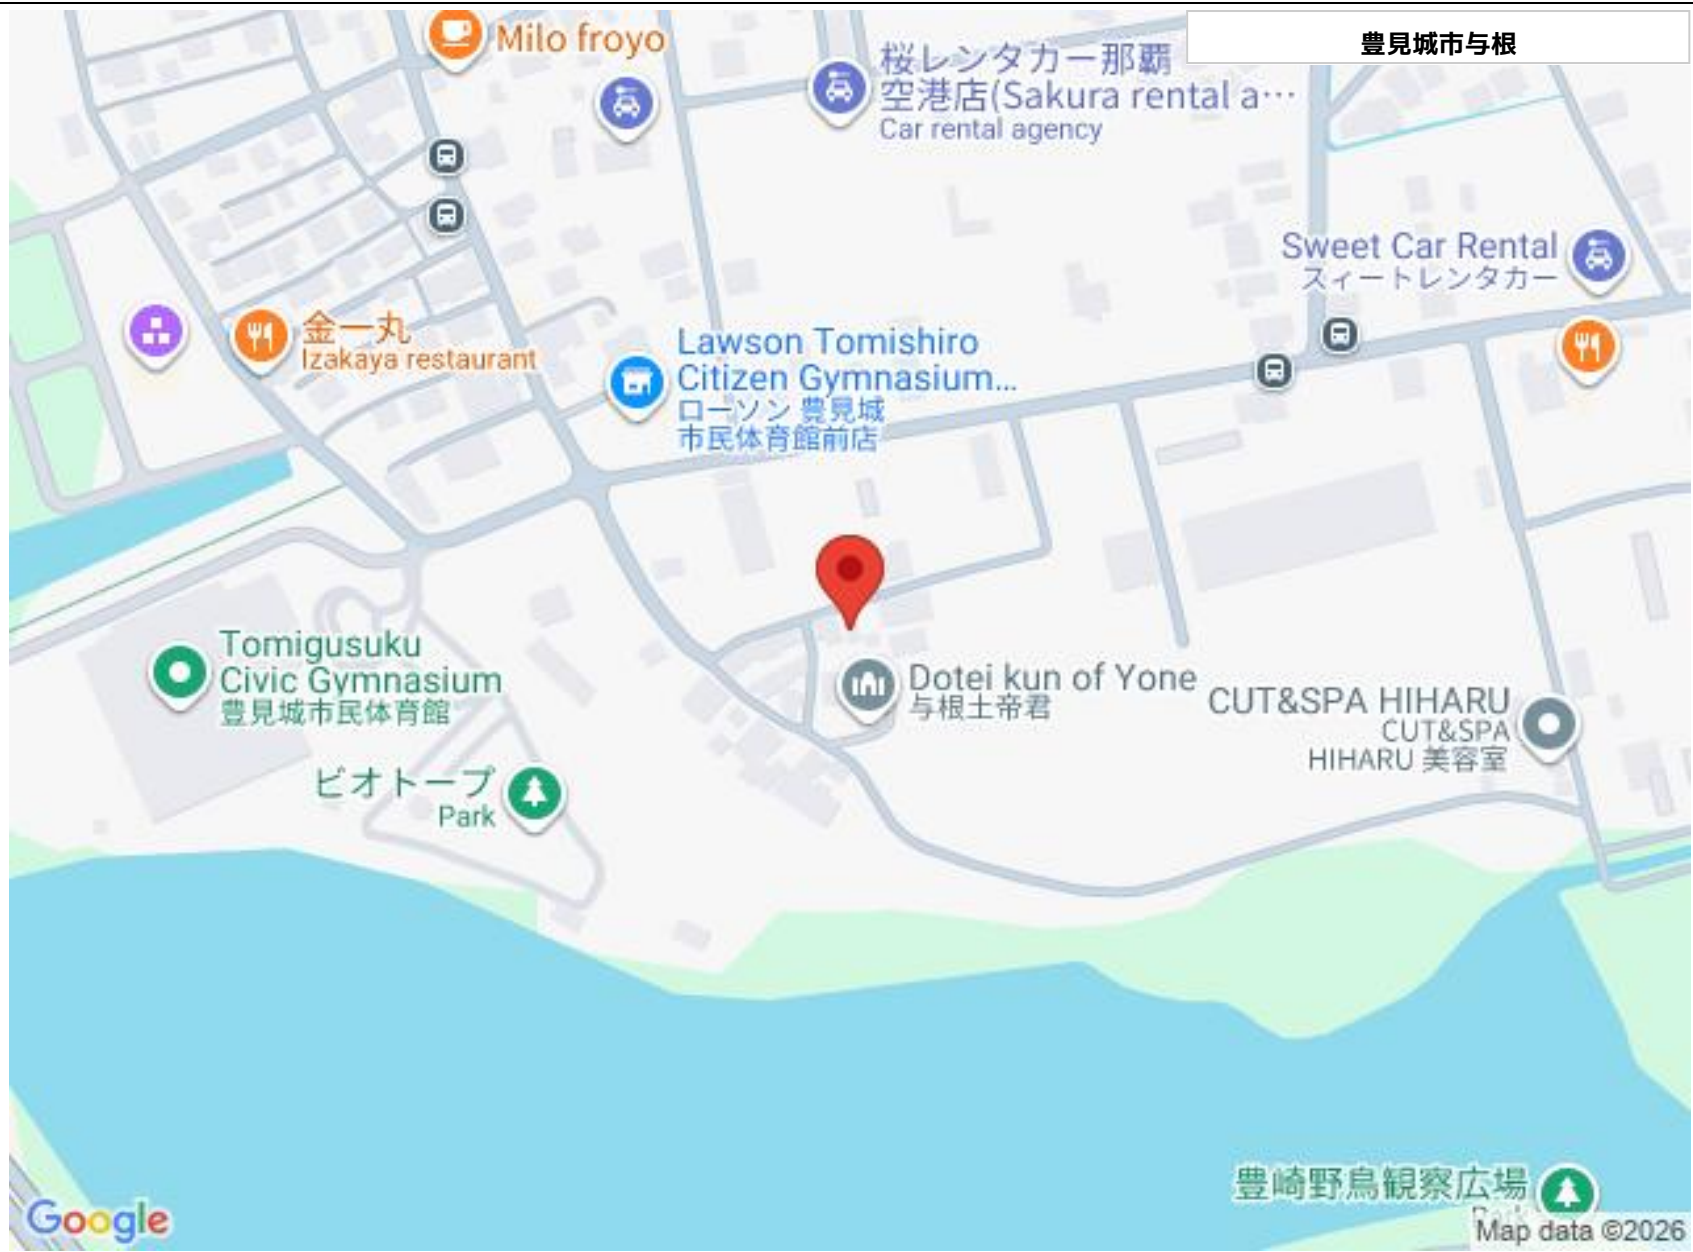 豊見城市与根
Milo froyo
桜レンタカー那覇
空港店(Sakura rental a…
Car rental agency
Sweet Car Rental
スィートレンタカー
金一丸
Izakaya restaurant
Lawson Tomishiro
Citizen Gymnasium...
ローソン 豊見城
市民体育館前店
Tomigusuku
Civic Gymnasium
豊見城市民体育館
Dotei kun of Yone
与根土帝君
CUT&SPA HIHARU
CUT&SPA
HIHARU 美容室
ビオトープ
Park
豊崎野鳥観察広場
Park
Google
Map data ©2026